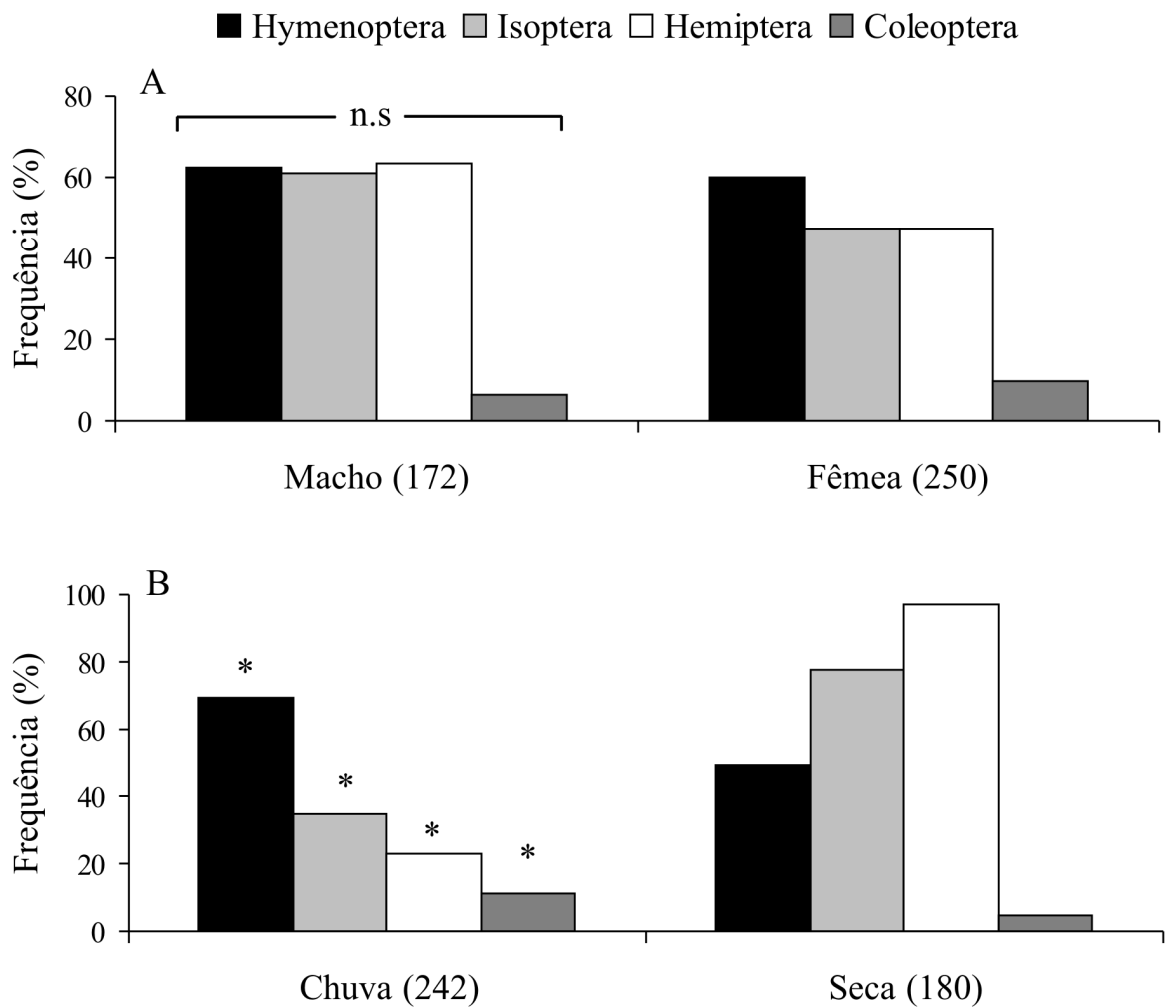 Hymenoptera Isoptera Hemiptera Coleoptera
A
n.s
Frequência (%)
80
60
40
20
0
Macho (172) Fêmea (250)
B
Frequência (%)
100
80
60
40
20
0
*
*
*
*
Chuva (242) Seca (180)